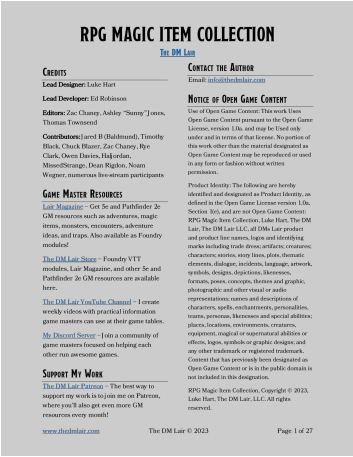 RPG MAGIC ITEM COLLECTION
THE DM LAIR
CREDITS
Lead Designer: Luke Hart
Lead Developer: Ed Robinson
Editors: Zac Chaney, Ashley "Sunny" Jones,
Thomas Townsend
Contributors: Jared B (Baldmund), Timothy
Black, Chuck Blazer, Zac Chaney, Rye
Clark, Owen Davies, Haljordan,
MissedStrange, Dean Rigdon, Noam
Wegner, numerous live-stream participants
GAME MASTER RESOURCES
Lair Magazine – Get 5e and Pathfinder 2e
GM resources such as adventures, magic
items, monsters, encounters, adventure
ideas, and traps. Also available as Foundry
modules!
The DM Lair Store – Foundry VTT
modules, Lair Magazine, and other 5e and
Pathfinder 2e GM resources are available
here.
The DM Lair YouTube Channel – I create
weekly videos with practical information
game masters can use at their game tables.
My Discord Server – Join a community of
game masters focused on helping each
other run awesome games.
SUPPORT MY WORK
The DM Lair Patreon – The best way to
support my work is to join me on Patreon,
where you'll also get even more GM
resources every month!
CONTACT THE AUTHOR
Email: info@thedmlair.com
NOTICE OF OPEN GAME CONTENT
Use of Open Game Content: This work Uses
Open Game Content pursuant to the Open Game
License, version 1.0a. and may be Used only
under and in terms of that license. No portion of
this work other than the material designated as
Open Game Content may be reproduced or used
in any form or fashion without written
permission.
Product Identity: The following are hereby
identified and designated as Product Identity, as
defined in the Open Game License version 1.0a,
Section 1(e), and are not Open Game Content:
RPG Magic Item Collection, Luke Hart, The DM
Lair, The DM Lair LLC, all DMs Lair product
and product line names, logos and identifying
marks including trade dress; artifacts; creatures;
characters; stories, story lines, plots, thematic
elements, dialogue, incidents, language, artwork,
symbols, designs, depictions, likenesses,
formats, poses, concepts, themes and graphic,
photographic and other visual or audio
representations; names and descriptions of
characters, spells, enchantments, personalities,
teams, personas, likenesses and special abilities;
places, locations, environments, creatures,
equipment, magical or supernatural abilities or
effects, logos, symbols or graphic designs; and
any other trademark or registered trademark.
Content that has previously been designated as
Open Game Content or is in the public domain is
not included in this designation.
RPG Magic Item Collection, Copyright © 2023,
Luke Hart, The DM Lair, LLC. All rights
reserved.
www.thedmlair.com The DM Lair © 2023 Page 1 of 27